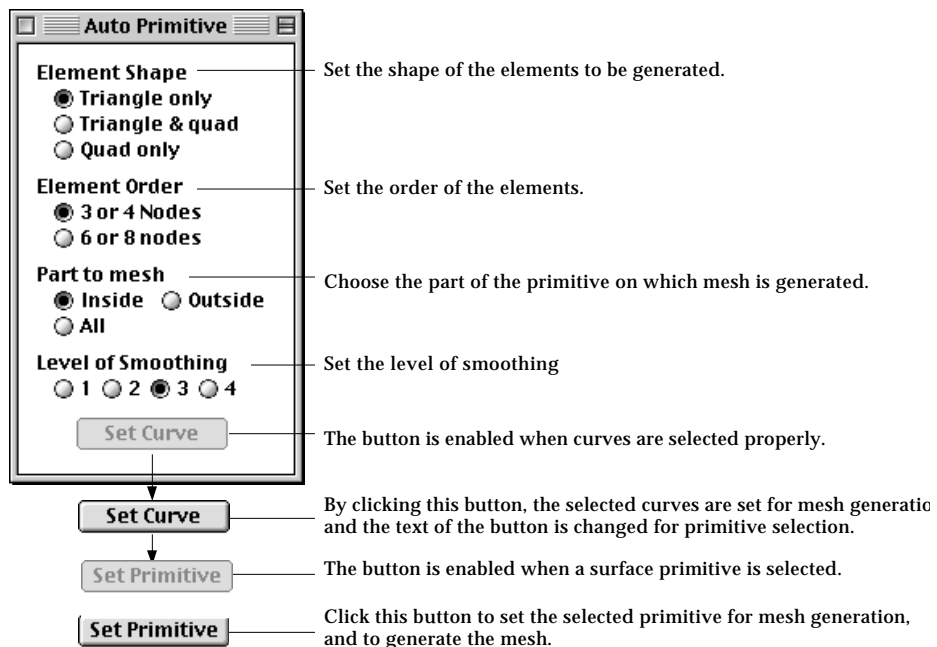 Auto Primitive
Element Shape
Set the shape of the elements to be generated.
Triangle only
Triangle & quad
Quad only
Element Order
Set the order of the elements.
3 or 4 Nodes
6 or 8 nodes
Part to mesh
Choose the part of the primitive on which mesh is generated.
Inside Outside
All
Level of Smoothing
Set the level of smoothing
1 2 3 4
Set Curve
The button is enabled when curves are selected properly.
Set Curve
By clicking this button, the selected curves are set for mesh generatio
and the text of the button is changed for primitive selection.
Set Primitive
The button is enabled when a surface primitive is selected.
Set Primitive
Click this button to set the selected primitive for mesh generation,
and to generate the mesh.